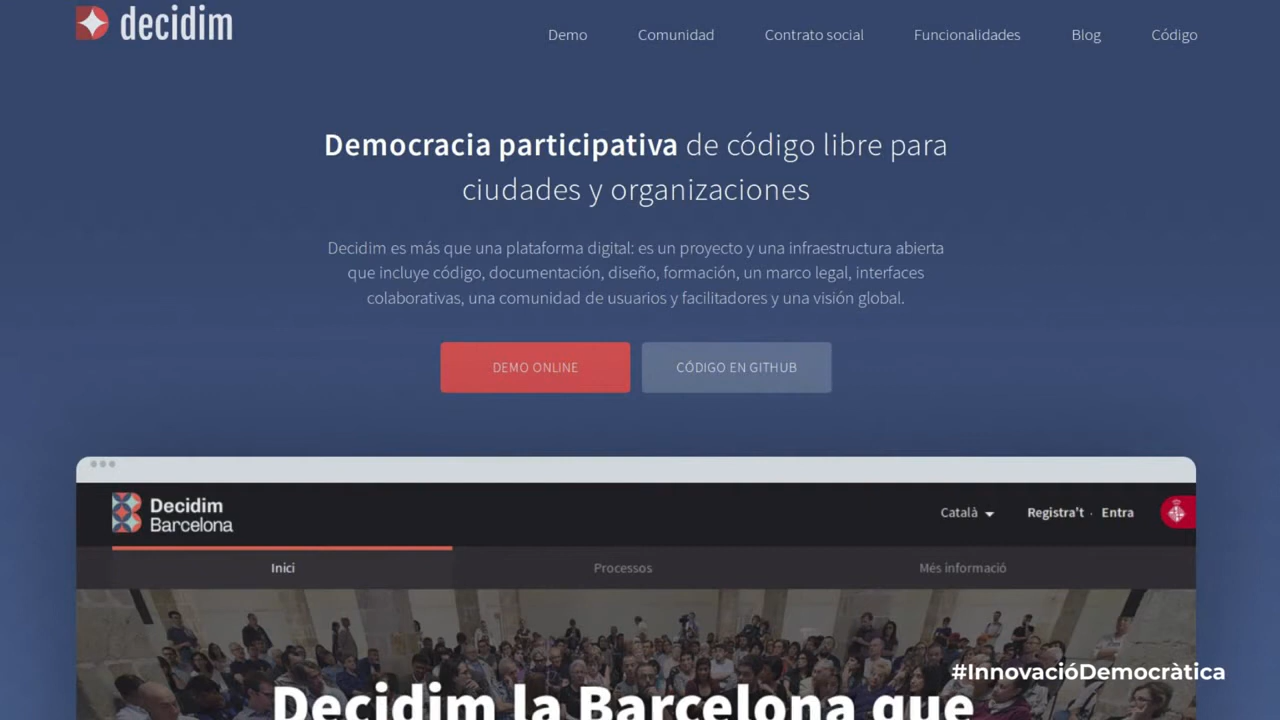 decidim
Demo
Comunidad
Contrato social
Funcionalidades
Blog
Código
Democracia participativa de código libre para
ciudades y organizaciones
Decidim es más que una plataforma digital: es un proyecto y una infraestructura abierta
que incluye código, documentación, diseño, formación, un marco legal, interfaces
colaborativas, una comunidad de usuarios y facilitadores y una visión global.
DEMO ONLINE
CÓDIGO EN GITHUB
Decidim
Barcelona
Català
Registra't · Entra
Inici
Processos
Més informació
#InnovacióDemocràtica
Decidim la Barcelona que